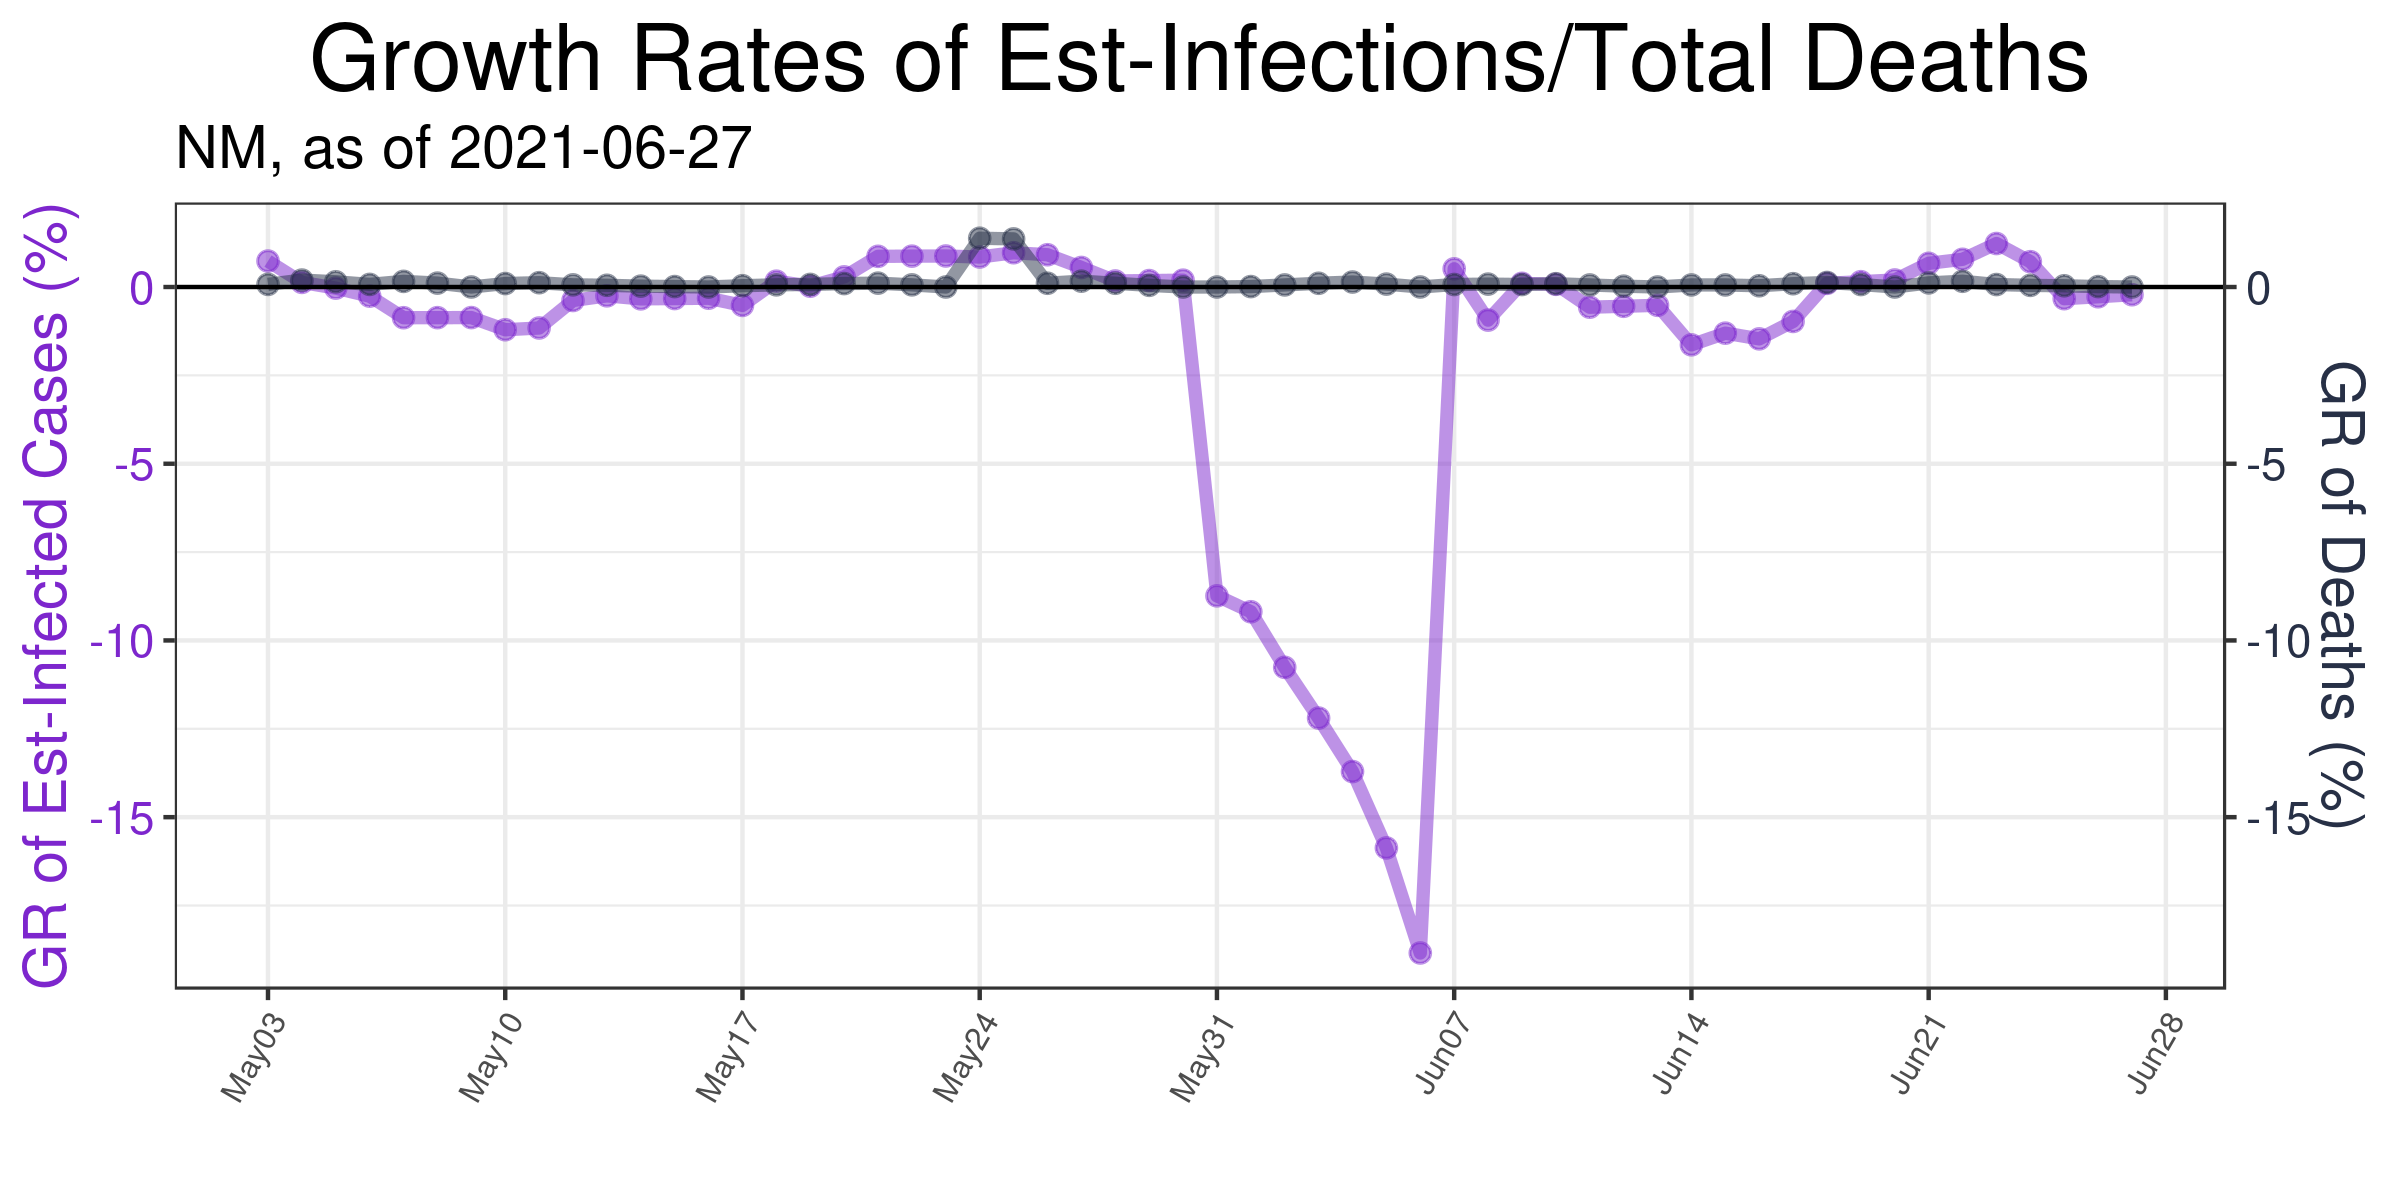 Growth Rates of Est-Infections/Total Deaths
NM, as of 2021-06-27
GR of Est-Infected Cases (%)
0
-5
-10
-15
0
-5
-10
-15
GR of Deaths (%)
May03
May10
May17
May24
May31
Jun07
Jun14
Jun21
Jun28